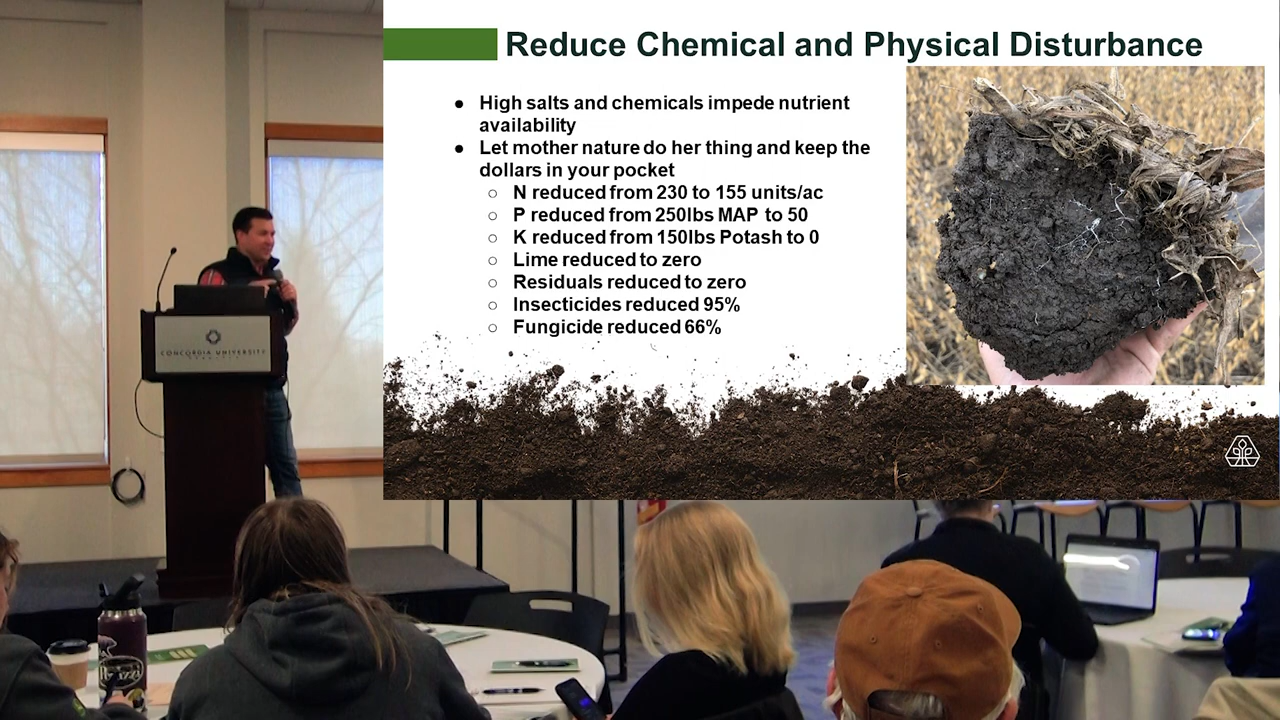 Reduce Chemical and Physical Disturbance
● High salts and chemicals impede nutrient
availability
● Let mother nature do her thing and keep the
dollars in your pocket
○ N reduced from 230 to 155 units/ac
○ P reduced from 250lbs MAP to 50
○ K reduced from 150lbs Potash to 0
○ Lime reduced to zero
○ Residuals reduced to zero
○ Insecticides reduced 95%
○ Fungicide reduced 66%
CONCORDIA UNIVERSITY